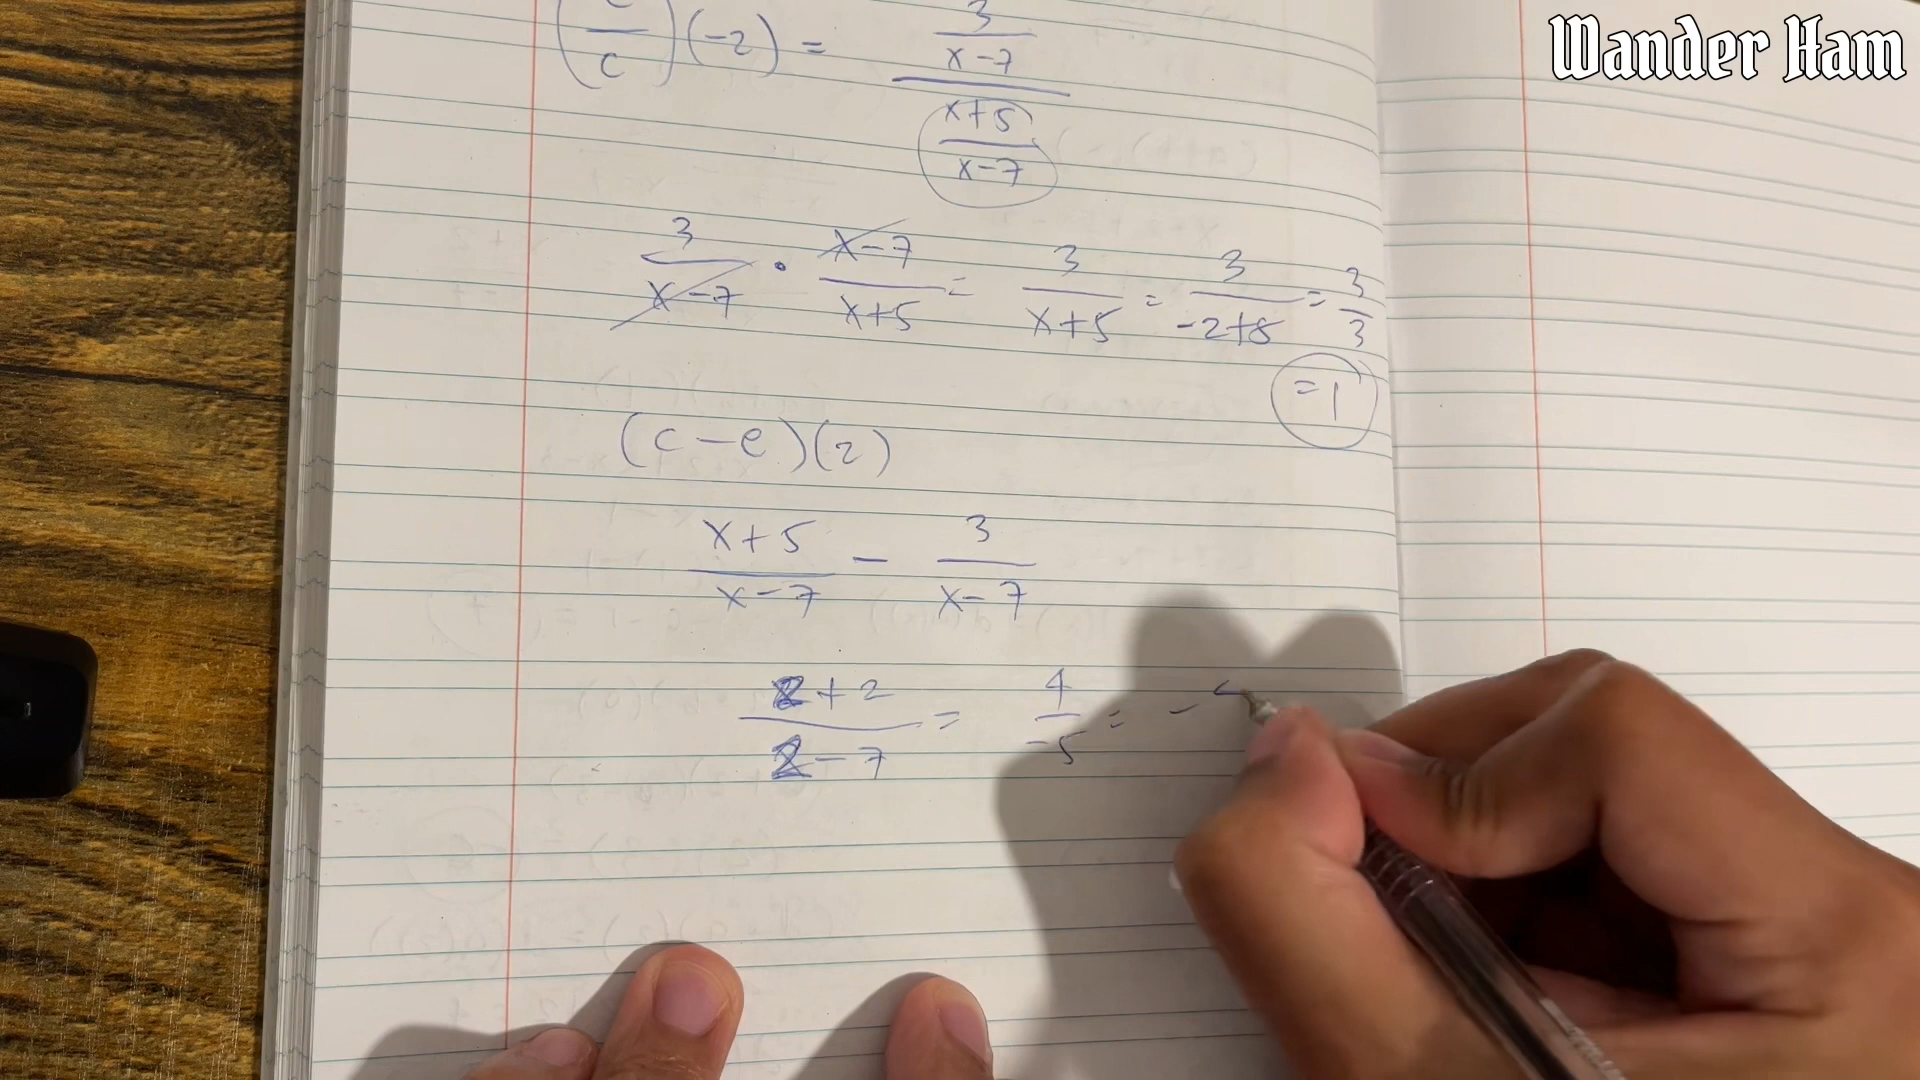 Wander Ham
(e/c)(-2) = (3/(x-7))/((x+5)/(x-7))
3/(x-7) · (x-7)/(x+5) = 3/(x+5) = 3/(-2+5) = 3/3
= 1
(c-e)(2)
(x+5)/(x-7) - 3/(x-7)
(2+2)/(2-7) = 4/-5 = -